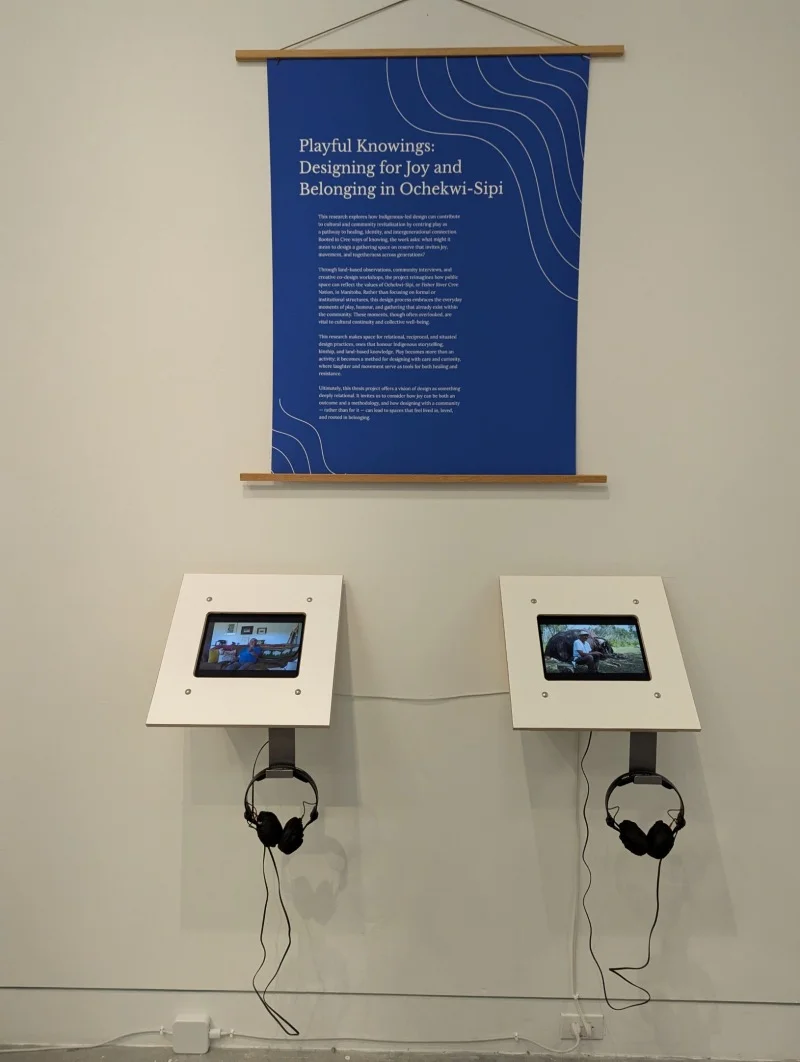 Playful Knowings:
Designing for Joy and
Belonging in Ochekwi-Sipi
This research explores how Indigenous-led design can contribute
to cultural and community revitalization by centring play as
a pathway to healing, identity, and intergenerational connection.
Rooted in Cree ways of knowing, the work asks: what might it
mean to design a gathering space on reserve that invites joy,
movement, and togetherness across generations?
Through land-based observations, community interviews, and
creative co-design workshops, the project reimagines how public
space can reflect the values of Ochekwi-Sipi, or Fisher River Cree
Nation, in Manitoba. Rather than focusing on formal or
institutional structures, this design process embraces the everyday
moments of play, humour, and gathering that already exist within
the community. These moments, though often overlooked, are
vital to cultural continuity and collective well-being.
This research makes space for relational, reciprocal, and situated
design practices, ones that honour Indigenous storytelling,
kinship, and land-based knowledge. Play becomes more than an
activity; it becomes a method for designing with care and curiosity,
where laughter and movement serve as tools for both healing and
resistance.
Ultimately, this thesis project offers a vision of design as something
deeply relational. It invites us to consider how joy can be both an
outcome and a methodology, and how designing with a community
— rather than for it — can lead to spaces that feel lived in, loved,
and rooted in belonging.